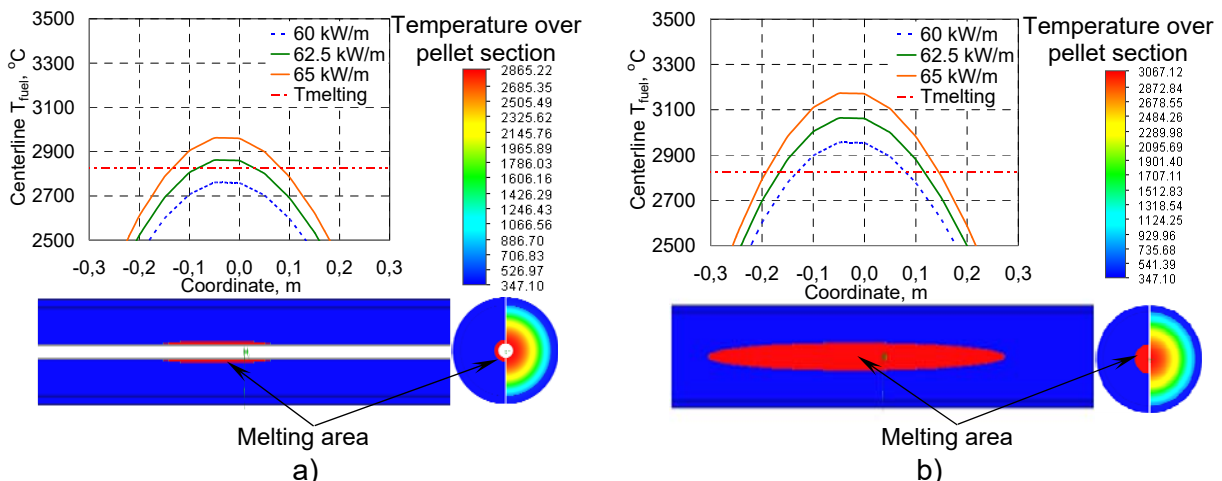 3500
3300
3100
2900
2700
2500
Centerline Tfuel, °C
60 kW/m
62.5 kW/m
65 kW/m
Tmelting
-0,3 -0,2 -0,1 0,0 0,1 0,2 0,3
Coordinate, m
Temperature over
pellet section
2865.22
2685.35
2505.49
2325.62
2145.76
1965.89
1786.03
1606.16
1426.29
1246.43
1066.56
886.70
706.83
526.97
347.10
Melting area
a)
3500
3300
3100
2900
2700
2500
Centerline Tfuel, °C
60 kW/m
62.5 kW/m
65 kW/m
Tmelting
-0,3 -0,2 -0,1 0,0 0,1 0,2 0,3
Coordinate, m
Temperature over
pellet section
3067.12
2872.84
2678.55
2484.26
2289.98
2095.69
1901.40
1707.11
1512.83
1318.54
1124.25
929.96
735.68
541.39
347.10
Melting area
b)